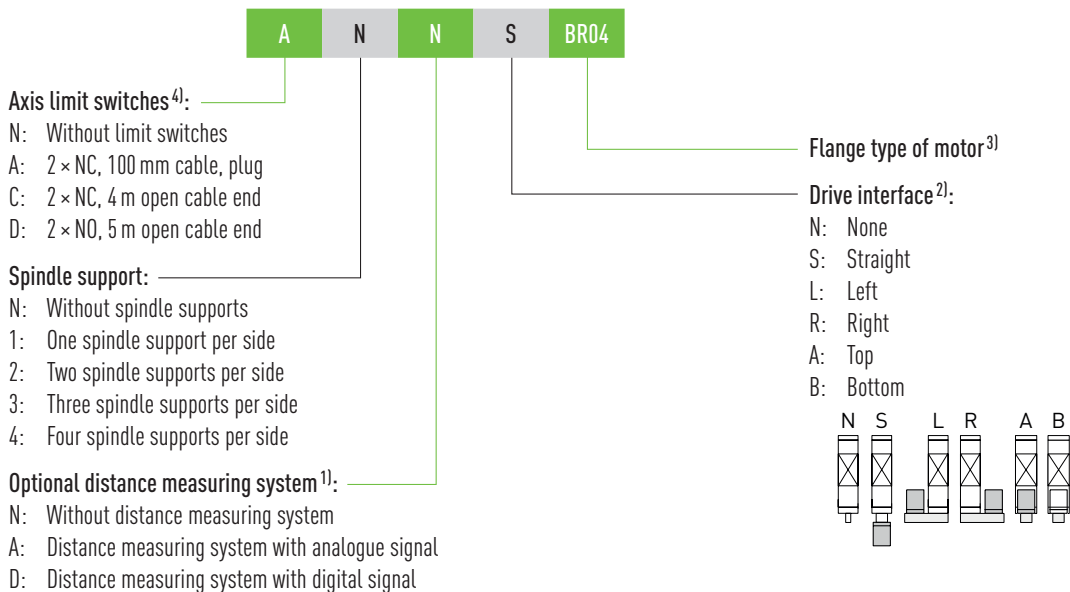 A N N S BR04
Axis limit switches 4):
N: Without limit switches
A: 2 × NC, 100 mm cable, plug
C: 2 × NC, 4 m open cable end
D: 2 × NO, 5 m open cable end
Spindle support:
N: Without spindle supports
1: One spindle support per side
2: Two spindle supports per side
3: Three spindle supports per side
4: Four spindle supports per side
Optional distance measuring system 1):
N: Without distance measuring system
A: Distance measuring system with analogue signal
D: Distance measuring system with digital signal
Flange type of motor 3)
Drive interface 2):
N: None
S: Straight
L: Left
R: Right
A: Top
B: Bottom
N S L R A B